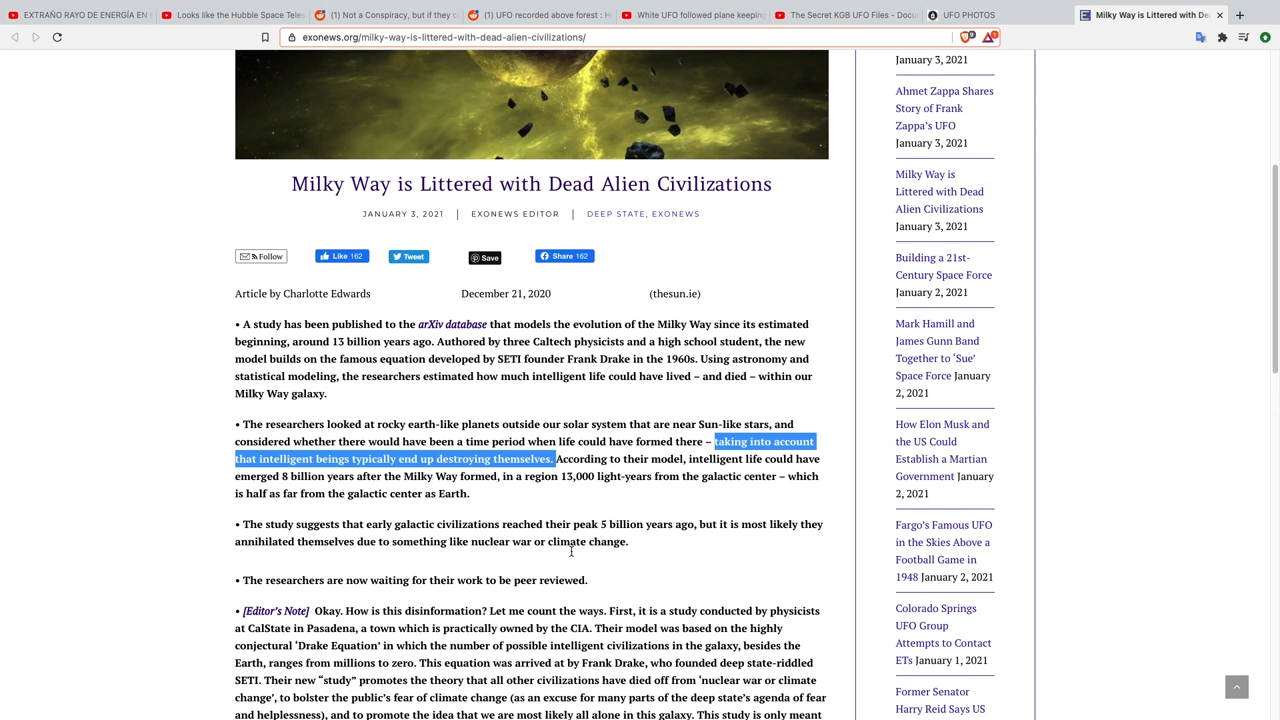 EXTRAÑO RAYO DE ENERGÍA EN
Looks like the Hubble Space Teles
(1) Not a Conspiracy, but if they c
(1) UFO recorded above forest : H
White UFO followed plane keeping
The Secret KGB UFO Files - Docu
UFO PHOTOS
Milky Way is Littered with De
exonews.org/milky-way-is-littered-with-dead-alien-civilizations/
Milky Way is Littered with Dead Alien Civilizations
JANUARY 3, 2021 | EXONEWS EDITOR | DEEP STATE, EXONEWS
Follow
Like 162
Tweet
Save
Share 162
Article by Charlotte Edwards December 21, 2020 (thesun.ie)
• A study has been published to the arXiv database that models the evolution of the Milky Way since its estimated
beginning, around 13 billion years ago. Authored by three Caltech physicists and a high school student, the new
model builds on the famous equation developed by SETI founder Frank Drake in the 1960s. Using astronomy and
statistical modeling, the researchers estimated how much intelligent life could have lived – and died – within our
Milky Way galaxy.
• The researchers looked at rocky earth-like planets outside our solar system that are near Sun-like stars, and
considered whether there would have been a time period when life could have formed there – taking into account
that intelligent beings typically end up destroying themselves. According to their model, intelligent life could have
emerged 8 billion years after the Milky Way formed, in a region 13,000 light-years from the galactic center – which
is half as far from the galactic center as Earth.
• The study suggests that early galactic civilizations reached their peak 5 billion years ago, but it is most likely they
annihilated themselves due to something like nuclear war or climate change.
• The researchers are now waiting for their work to be peer reviewed.
• [Editor's Note] Okay. How is this disinformation? Let me count the ways. First, it is a study conducted by physicists
at CalState in Pasadena, a town which is practically owned by the CIA. Their model was based on the highly
conjectural ‘Drake Equation’ in which the number of possible intelligent civilizations in the galaxy, besides the
Earth, ranges from millions to zero. This equation was arrived at by Frank Drake, who founded deep state-riddled
SETI. Their new “study” promotes the theory that all other civilizations have died off from ‘nuclear war or climate
change’, to bolster the public’s fear of climate change (as an excuse for many parts of the deep state’s agenda of fear
and helplessness), and to promote the idea that we are most likely all alone in this galaxy. This study is only meant
January 3, 2021
Ahmet Zappa Shares
Story of Frank
Zappa’s UFO
January 3, 2021
Milky Way is
Littered with Dead
Alien Civilizations
January 3, 2021
Building a 21st-
Century Space Force
January 2, 2021
Mark Hamill and
James Gunn Band
Together to ‘Sue’
Space Force January
2, 2021
How Elon Musk and
the US Could
Establish a Martian
Government January
2, 2021
Fargo’s Famous UFO
in the Skies Above a
Football Game in
1948 January 2, 2021
Colorado Springs
UFO Group
Attempts to Contact
ETs January 1, 2021
Former Senator
Harry Reid Says US